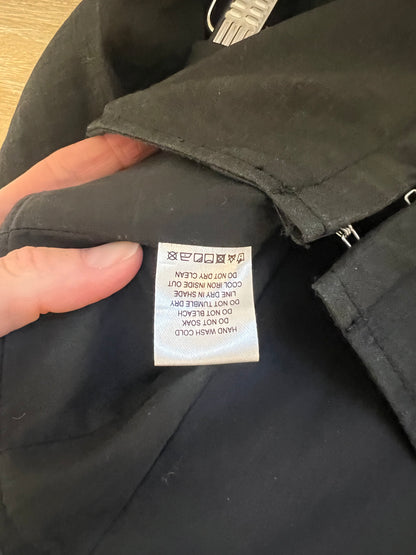 HAND WASH COLD
DO NOT SOAK
DO NOT BLEACH
DO NOT TUMBLE DRY
LINE DRY IN SHADE
COOL IRON INSIDE OUT
DO NOT DRY CLEAN